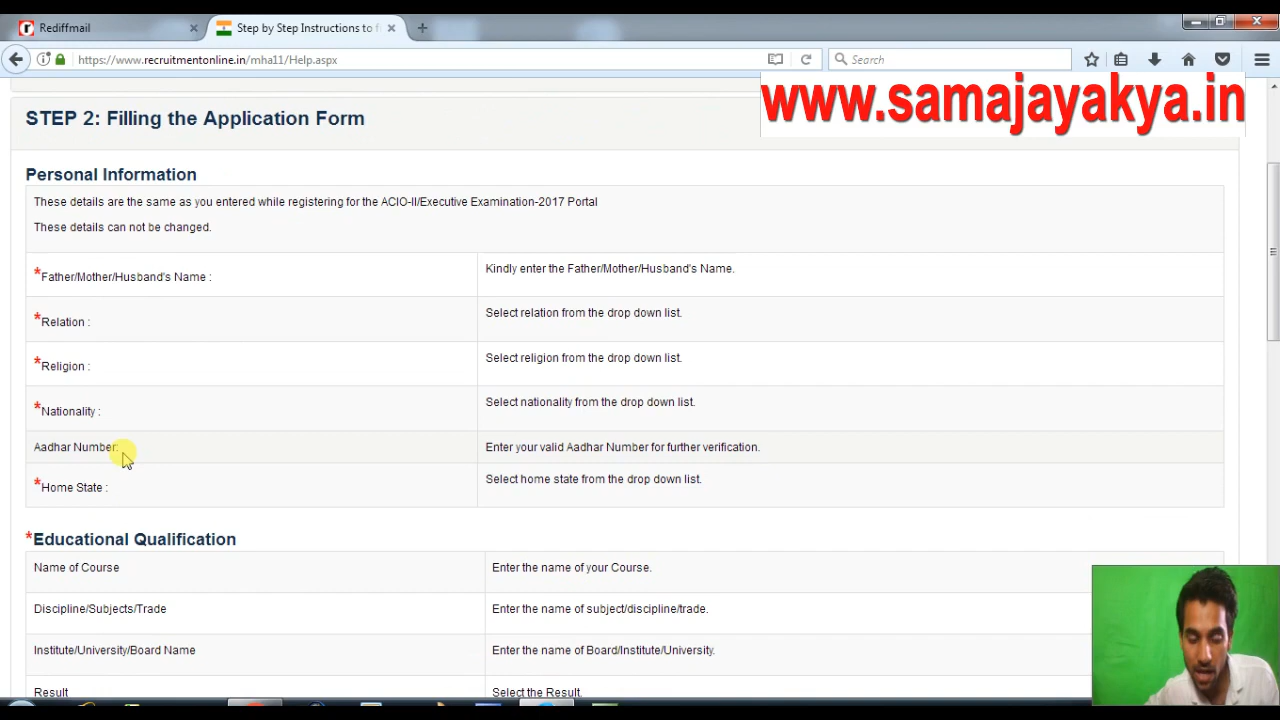 Rediffmail
Step by Step Instructions to f
https://www.recruitmentonline.in/mha11/Help.aspx
Search
www.samajayakya.in
STEP 2: Filling the Application Form
Personal Information
These details are the same as you entered while registering for the ACIO-II/Executive Examination-2017 Portal
These details can not be changed.
*Father/Mother/Husband's Name :
Kindly enter the Father/Mother/Husband's Name.
*Relation :
Select relation from the drop down list.
*Religion :
Select religion from the drop down list.
*Nationality :
Select nationality from the drop down list.
Aadhar Number:
Enter your valid Aadhar Number for further verification.
*Home State :
Select home state from the drop down list.
*Educational Qualification
Name of Course
Enter the name of your Course.
Discipline/Subjects/Trade
Enter the name of subject/discipline/trade.
Institute/University/Board Name
Enter the name of Board/Institute/University.
Result
Select the Result.